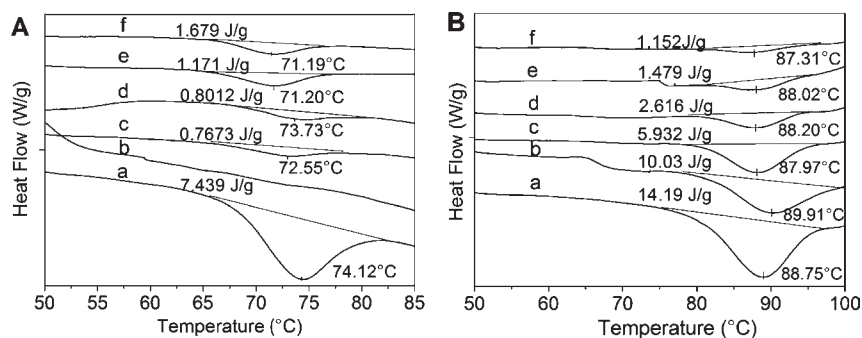 A
f
1.679 J/g
71.19°C
e
1.171 J/g
71.20°C
d
0.8012 J/g
73.73°C
c
0.7673 J/g
72.55°C
b
a
7.439 J/g
74.12°C
Heat Flow (W/g)
50 55 60 65 70 75 80 85
Temperature (°C)
B
f
1.152J/g
87.31°C
e
1.479 J/g
88.02°C
d
2.616 J/g
88.20°C
c
5.932 J/g
87.97°C
b
10.03 J/g
89.91°C
a
14.19 J/g
88.75°C
Heat Flow (W/g)
50 60 70 80 90 100
Temperature (°C)